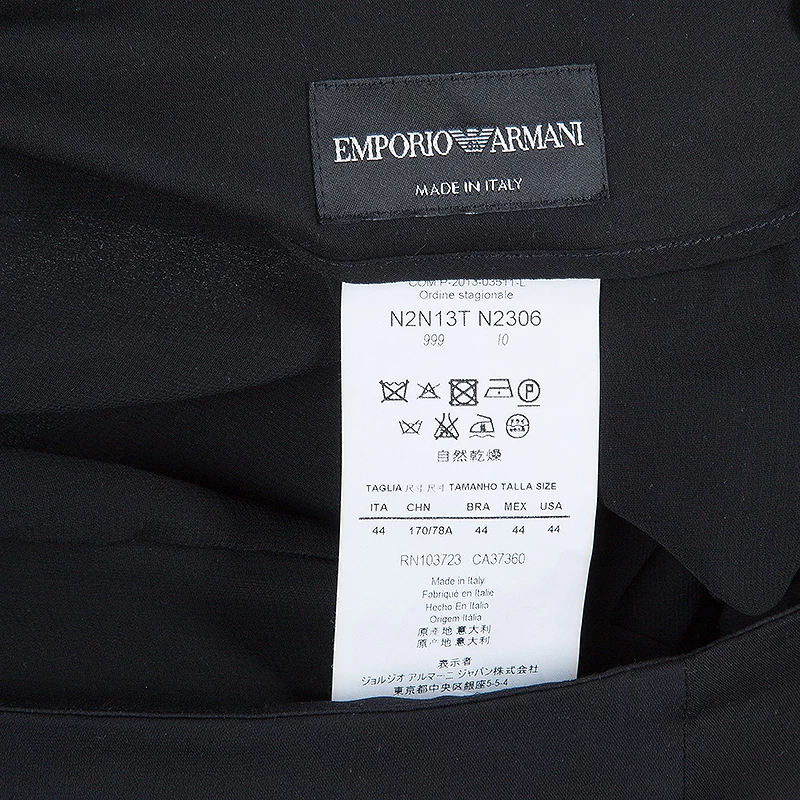 EMPORIO ARMANI
MADE IN ITALY
COM P-2013-03511-L
Ordine stagionale
N2N13T N2306
999 10
P
自然乾燥
TAGLIA 尺寸 尺寸 TAMANHO TALLA SIZE
ITA CHN BRA MEX USA
44 170/78A 44 44 44
RN103723 CA37360
Made in Italy
Fabriqué en Italie
Hecho En Italia
Origem Itália
原产地意大利
原產地意大利
表示者
ジョルジオ アルマーニ ジャパン株式会社
東京都中央区銀座5-5-4